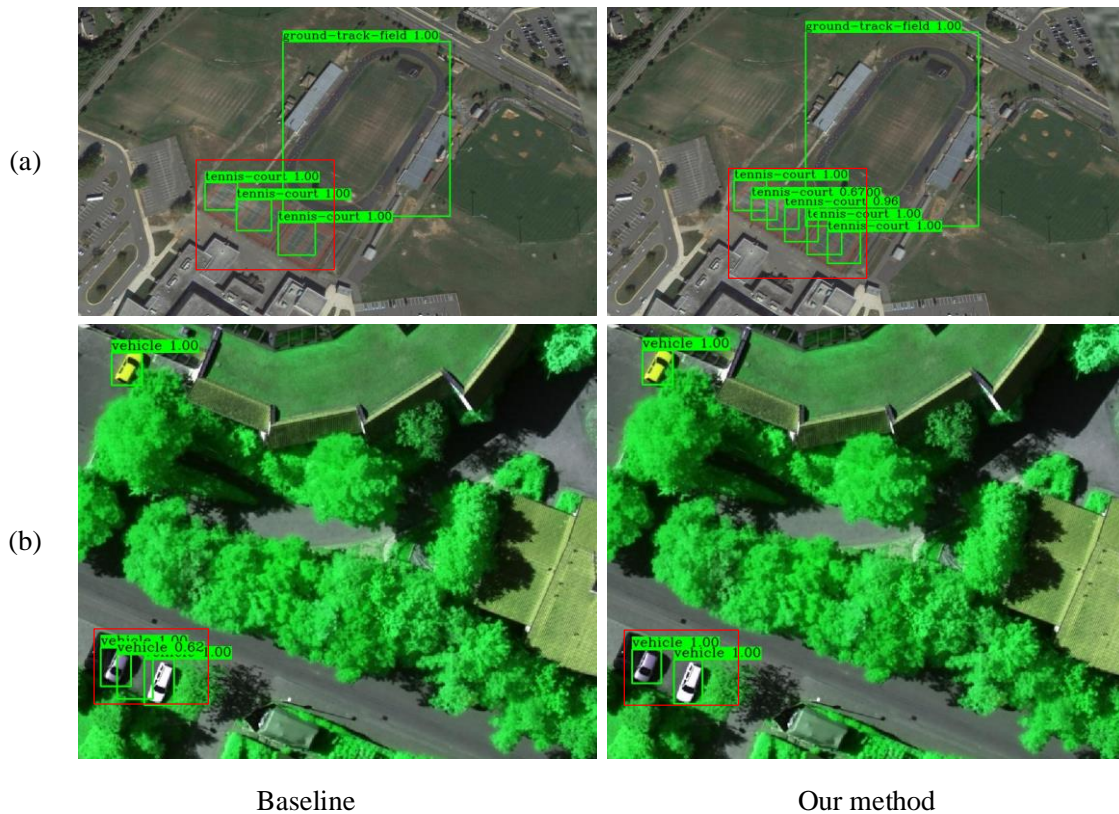 (a)
ground-track-field 1.00
tennis-court 1.00
tennis-court 1.00
tennis-court 1.00
ground-track-field 1.00
tennis-court 1.00
tennis-court 0.67
tennis-court 0.96
tennis-court 1.00
tennis-court 1.00
(b)
vehicle 1.00
vehicle 1.00
vehicle 0.62
1.00
vehicle 1.00
vehicle 1.00
vehicle 1.00
Baseline
Our method